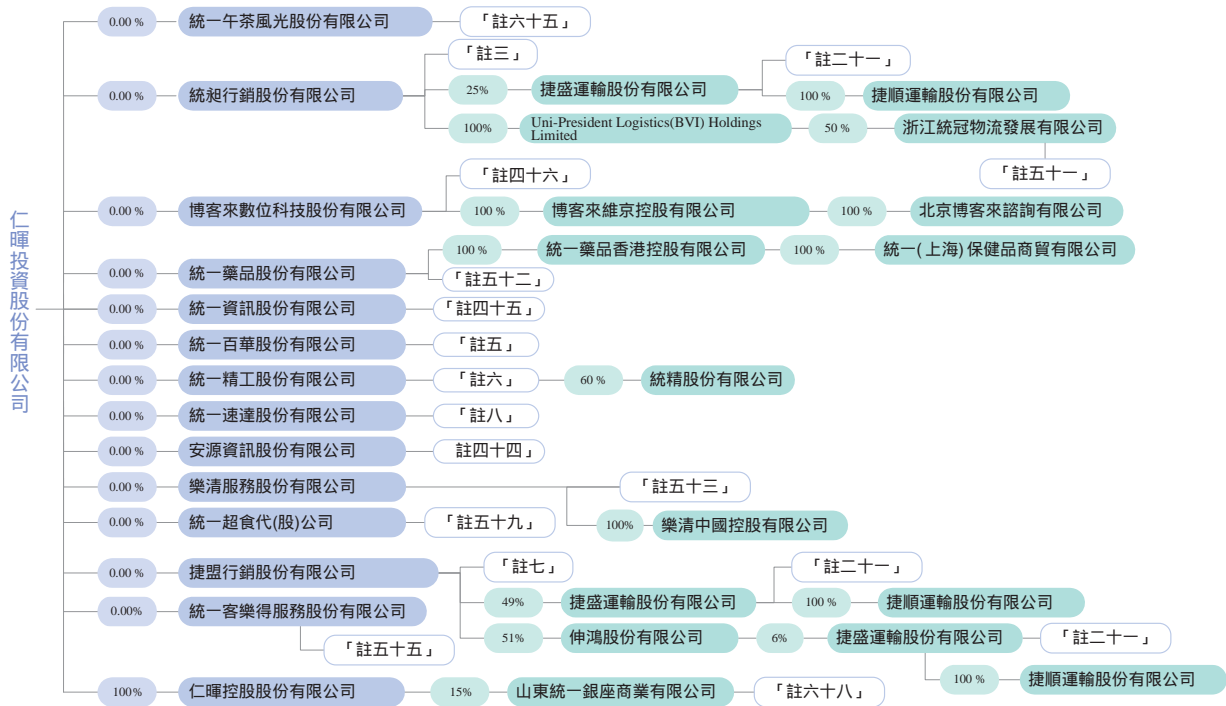 仁暉投資股份有限公司
0.00 % 統一午茶風光股份有限公司 「註六十五」
「註三」
0.00 % 統昶行銷股份有限公司 25% 捷盛運輸股份有限公司 「註二十一」
100 % 捷順運輸股份有限公司
100% Uni-President Logistics(BVI) Holdings
Limited
50 % 浙江統冠物流發展有限公司
「註五十一」
「註四十六」
0.00 % 博客來數位科技股份有限公司 100 % 博客來維京控股有限公司 100 % 北京博客來諮詢有限公司
100 % 統一藥品香港控股有限公司 100 % 統一(上海)保健品商貿有限公司
0.00 % 統一藥品股份有限公司
「註五十二」
0.00 % 統一資訊股份有限公司 「註四十五」
0.00 % 統一百華股份有限公司 「註五」
0.00 % 統一精工股份有限公司 「註六」 60 % 統精股份有限公司
0.00 % 統一速達股份有限公司 「註八」
0.00 % 安源資訊股份有限公司 註四十四」
0.00 % 樂清服務股份有限公司 「註五十三」
100% 樂清中國控股有限公司
0.00 % 統一超食代(股)公司 「註五十九」
0.00 % 捷盟行銷股份有限公司 「註七」
49% 捷盛運輸股份有限公司 「註二十一」
100 % 捷順運輸股份有限公司
51% 伸鴻股份有限公司 6% 捷盛運輸股份有限公司 「註二十一」
100 % 捷順運輸股份有限公司
0.00% 統一客樂得服務股份有限公司
「註五十五」
100% 仁暉控股股份有限公司 15% 山東統一銀座商業有限公司 「註六十八」